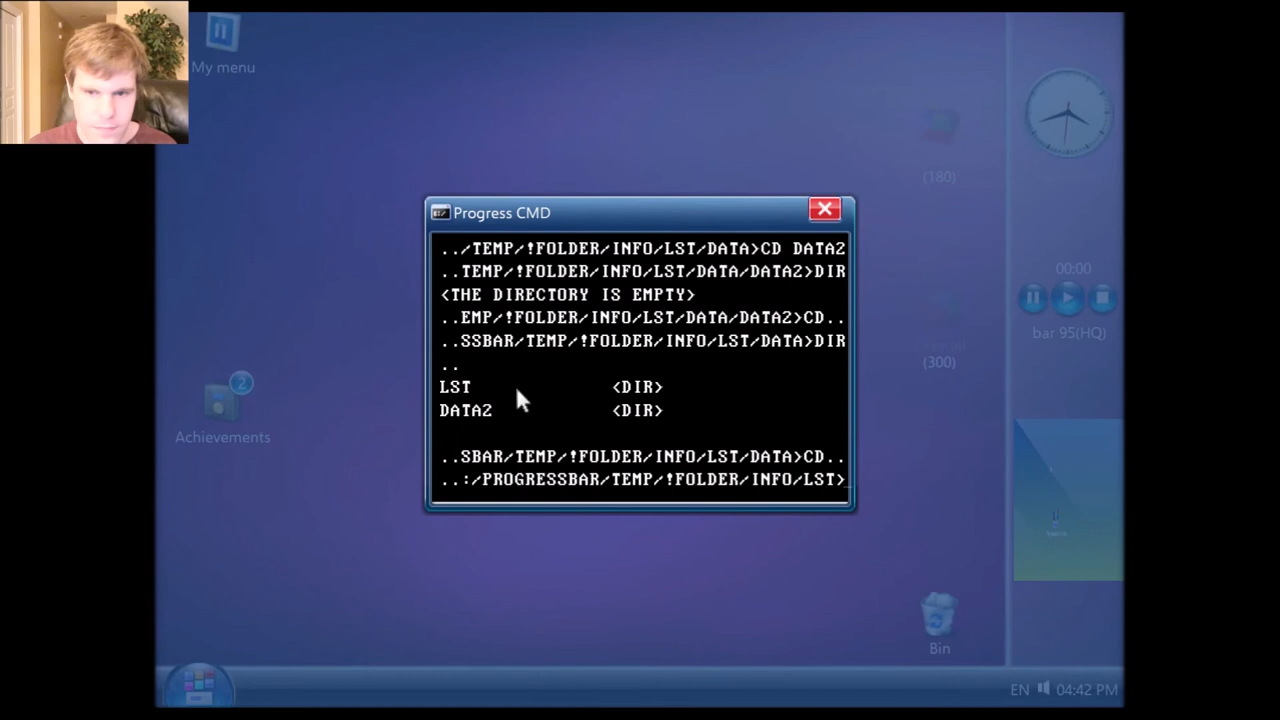 My menu
(180)
Progress CMD
../TEMP/!FOLDER/INFO/LST/DATA>CD DATA2
..TEMP/!FOLDER/INFO/LST/DATA/DATA2>DIR
<THE DIRECTORY IS EMPTY>
..EMP/!FOLDER/INFO/LST/DATA/DATA2>CD..
..SSBAR/TEMP/!FOLDER/INFO/LST/DATA>DIR
..
LST <DIR>
DATA2 <DIR>
..SBAR/TEMP/!FOLDER/INFO/LST/DATA>CD..
..:/PROGRESSBAR/TEMP/!FOLDER/INFO/LST>_
00:00
bar 95(HQ)
(300)
2
Achievements
Bin
EN 04:42 PM